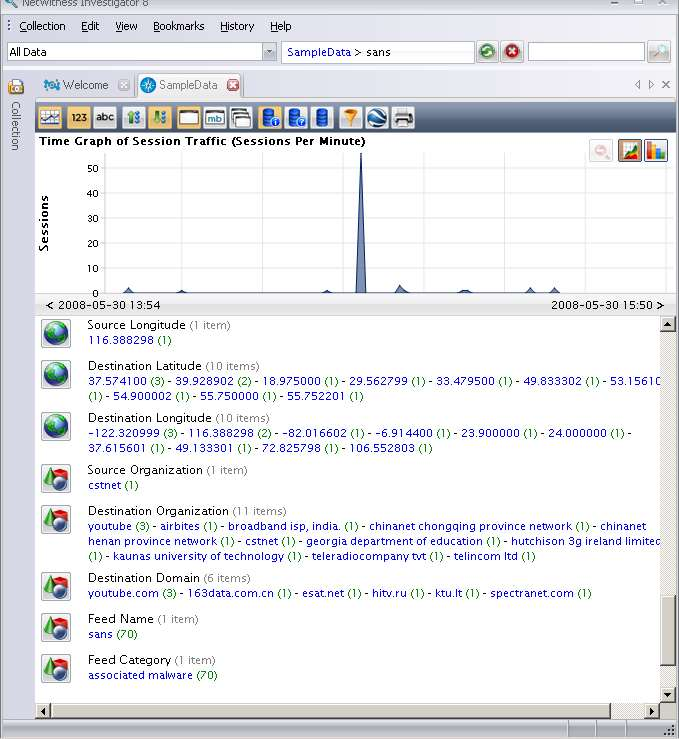 NetWitness Investigator 8
Collection Edit View Bookmarks History Help
All Data SampleData > sans
Welcome SampleData
Collection
123 abc mb
Time Graph of Session Traffic (Sessions Per Minute)
Sessions
50
40
30
20
10
0
< 2008-05-30 13:54 2008-05-30 15:50 >
Source Longitude (1 item)
116.388298 (1)
Destination Latitude (10 items)
37.574100 (3) - 39.928902 (2) - 18.975000 (1) - 29.562799 (1) - 33.479500 (1) - 49.833302 (1) - 53.15610
(1) - 54.900002 (1) - 55.750000 (1) - 55.752201 (1)
Destination Longitude (10 items)
-122.320999 (3) - 116.388298 (2) - -82.016602 (1) - -6.914400 (1) - 23.900000 (1) - 24.000000 (1) -
37.615601 (1) - 49.133301 (1) - 72.825798 (1) - 106.552803 (1)
Source Organization (1 item)
cstnet (1)
Destination Organization (11 items)
youtube (3) - airbites (1) - broadband isp, india. (1) - chinanet chongqing province network (1) - chinanet
henan province network (1) - cstnet (1) - georgia department of education (1) - hutchison 3g ireland limited
(1) - kaunas university of technology (1) - teleradiocompany tvt (1) - telincom ltd (1)
Destination Domain (6 items)
youtube.com (3) - 163data.com.cn (1) - esat.net (1) - hitv.ru (1) - ktu.lt (1) - spectranet.com (1)
Feed Name (1 item)
sans (70)
Feed Category (1 item)
associated malware (70)